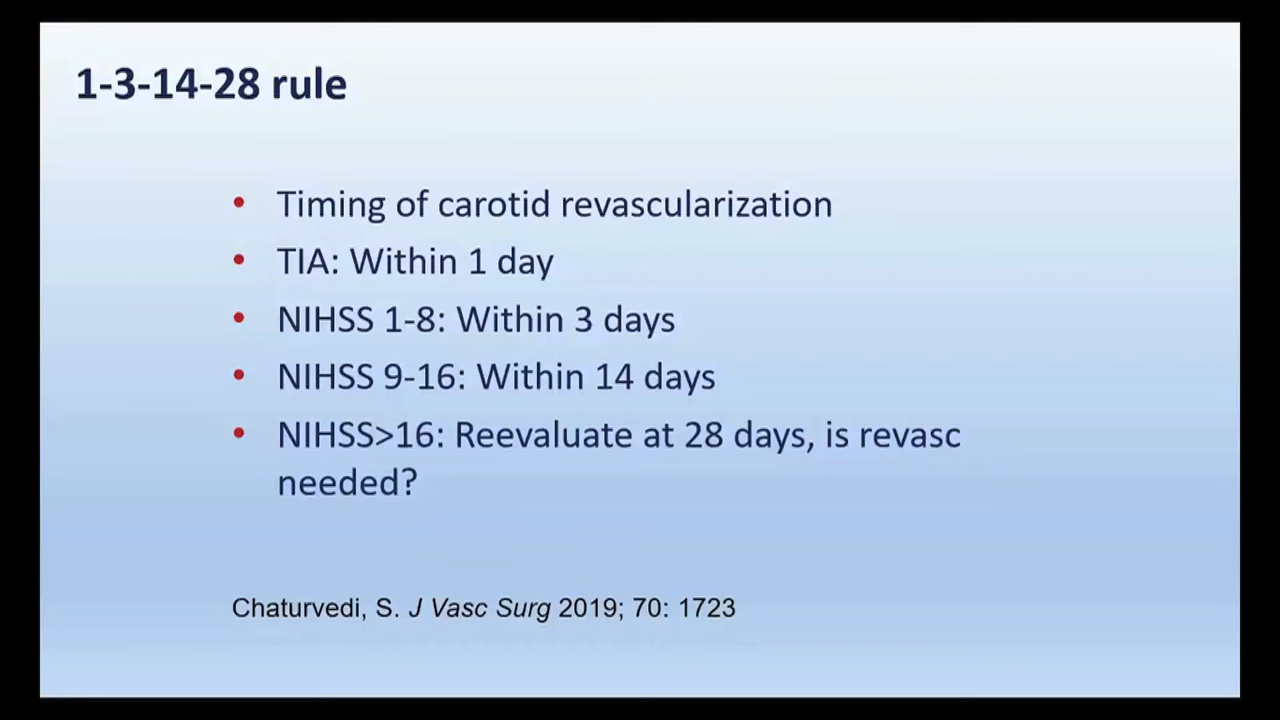 1-3-14-28 rule
• Timing of carotid revascularization
• TIA: Within 1 day
• NIHSS 1-8: Within 3 days
• NIHSS 9-16: Within 14 days
• NIHSS>16: Reevaluate at 28 days, is revasc
needed?
Chaturvedi, S. J Vasc Surg 2019; 70: 1723